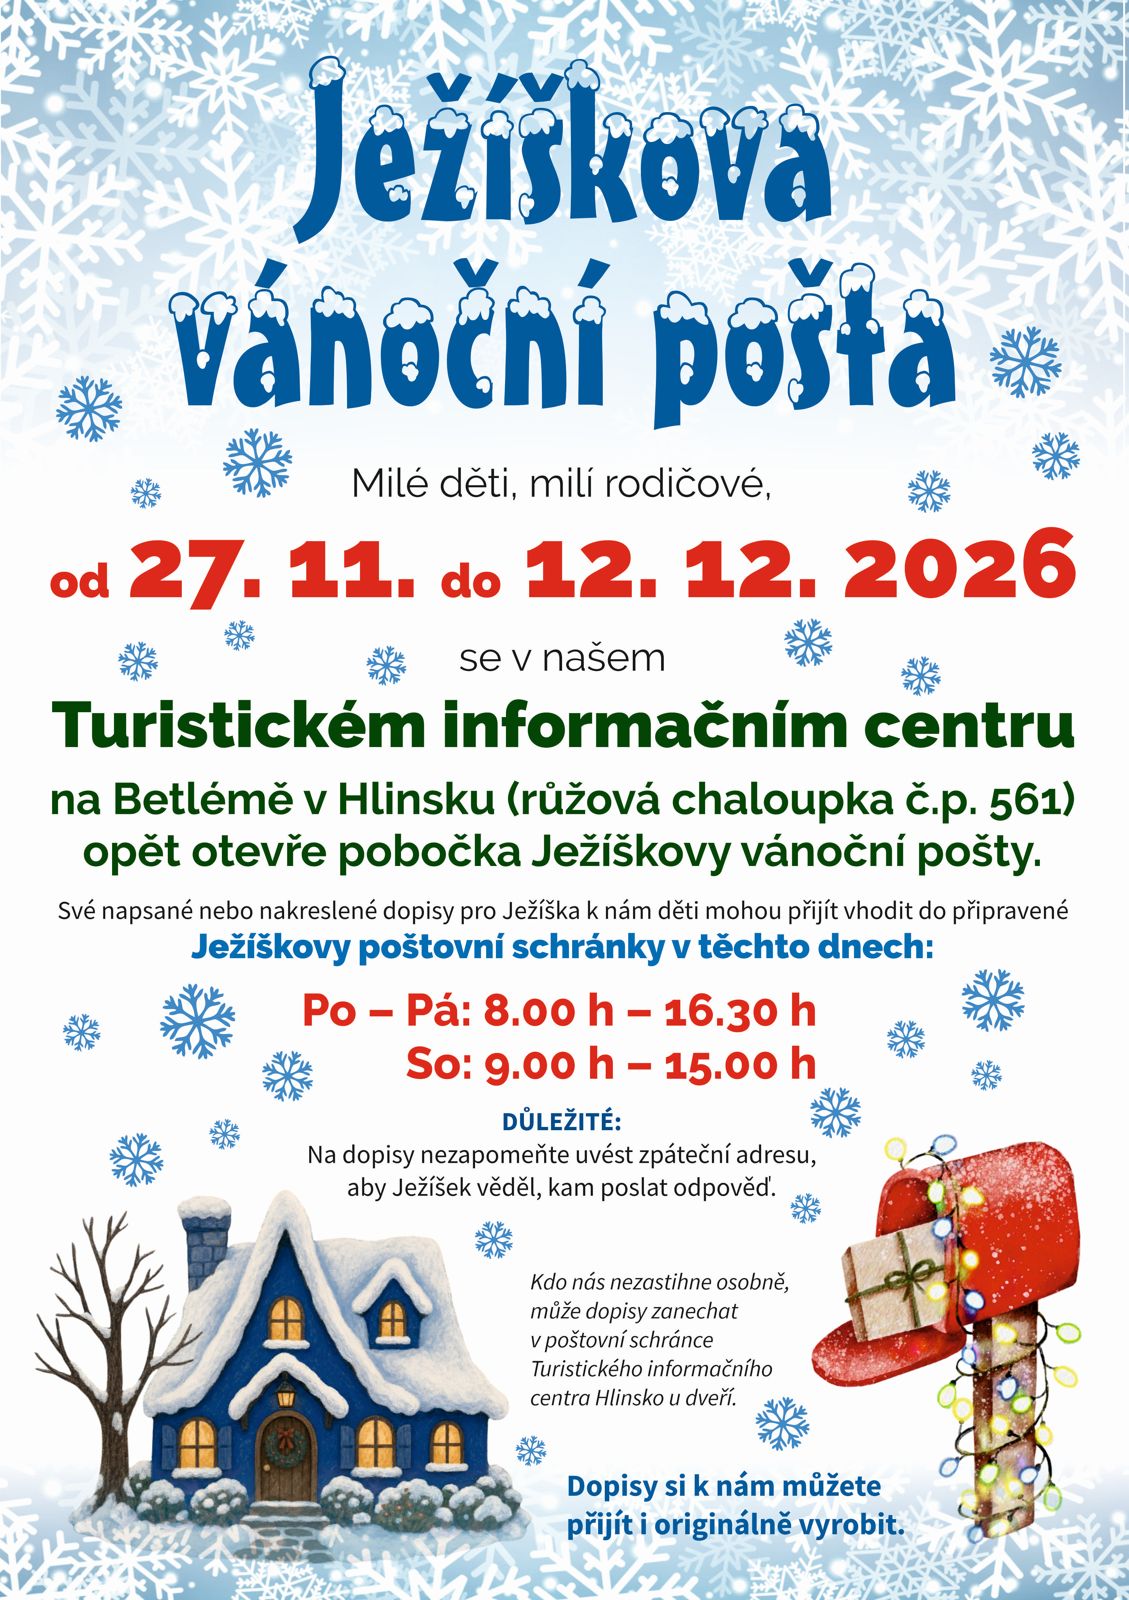 Ježíškova
vánoční pošta
Milé děti, milí rodičové,
od 27. 11. do 12. 12. 2026
se v našem
Turistickém informačním centru
na Betlémě v Hlinsku (růžová chaloupka č.p. 561)
opět otevře pobočka Ježíškovy vánoční pošty.
Své napsané nebo nakreslené dopisy pro Ježíška k nám děti mohou přijít vhodit do připravené
Ježíškovy poštovní schránky v těchto dnech:
Po – Pá: 8.00 h – 16.30 h
So: 9.00 h – 15.00 h
DŮLEŽITÉ:
Na dopisy nezapomeňte uvést zpáteční adresu,
aby Ježíšek věděl, kam poslat odpověď.
Kdo nás nezastihne osobně,
může dopisy zanechat
v poštovní schránce
Turistického informačního
centra Hlinsko u dveří.
Dopisy si k nám můžete
přijít i originálně vyrobit.